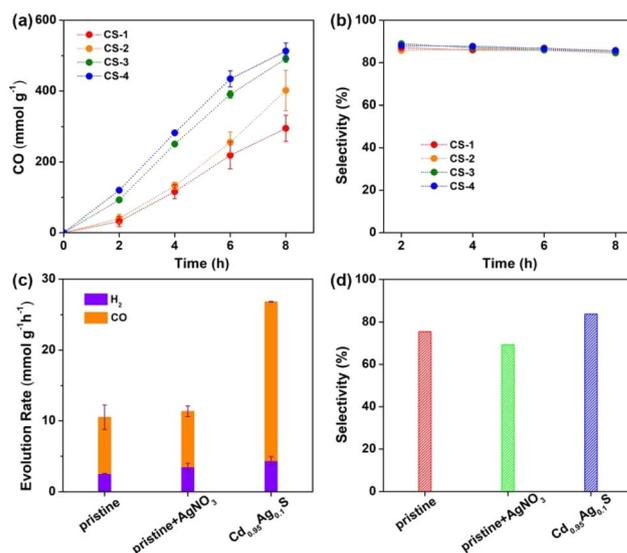 (a)
CS-1
CS-2
CS-3
CS-4
600
400
200
0
CO (mmol g⁻¹)
0 2 4 6 8
Time (h)
(b)
100
80
60
40
20
0
Selectivity (%)
CS-1
CS-2
CS-3
CS-4
2 4 6 8
Time (h)
(c)
H₂
CO
30
20
10
0
Evolution Rate (mmol g⁻¹h⁻¹)
pristine
pristine+AgNO₃
Cd₀.₉₅Ag₀.₁S
(d)
100
80
60
40
20
0
Selectivity (%)
pristine
pristine+AgNO₃
Cd₀.₉₅Ag₀.₁S